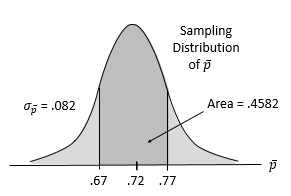 Sampling
Distribution
of p̄
σp̄ = .082
Area = .4582
.67 .72 .77
p̄